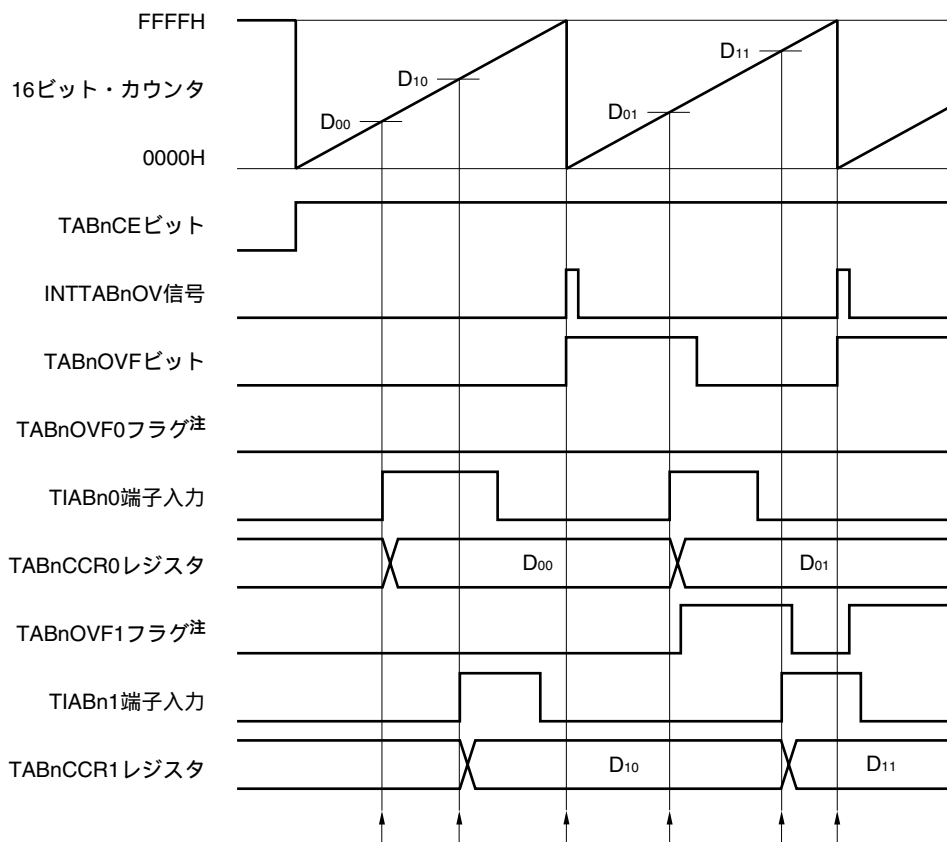 FFFFH
16ビット・カウンタ
0000H
D10
D00
D11
D01
TABnCEビット
INTTABnOV信号
TABnOVFビット
TABnOVF0フラグ注
TIABn0端子入力
TABnCCR0レジスタ
D00
D01
TABnOVF1フラグ注
TIABn1端子入力
TABnCCR1レジスタ
D10
D11